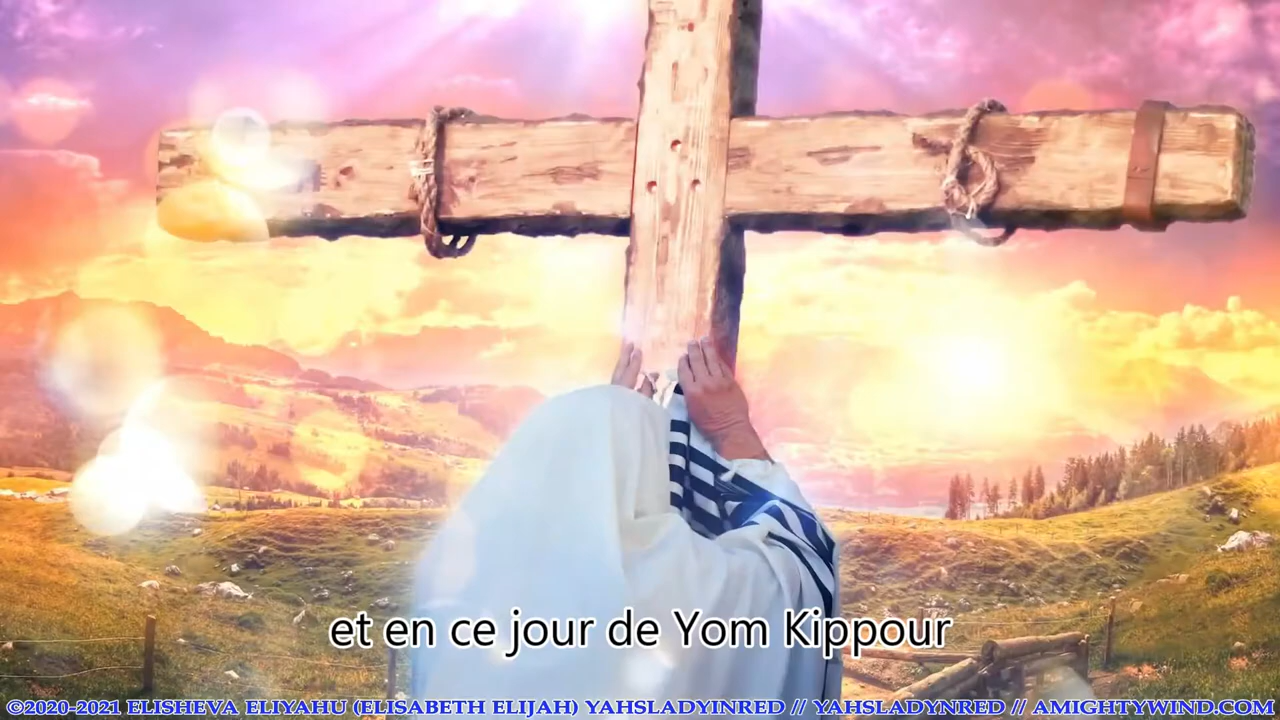 et en ce jour de Yom Kippour
©2020-2021 ELISHEVA ELIYAHU (ELISABETH ELIJAH) YAHSLADYINRED // YAHSLADYNRED // AMIGHTYWIND.COM